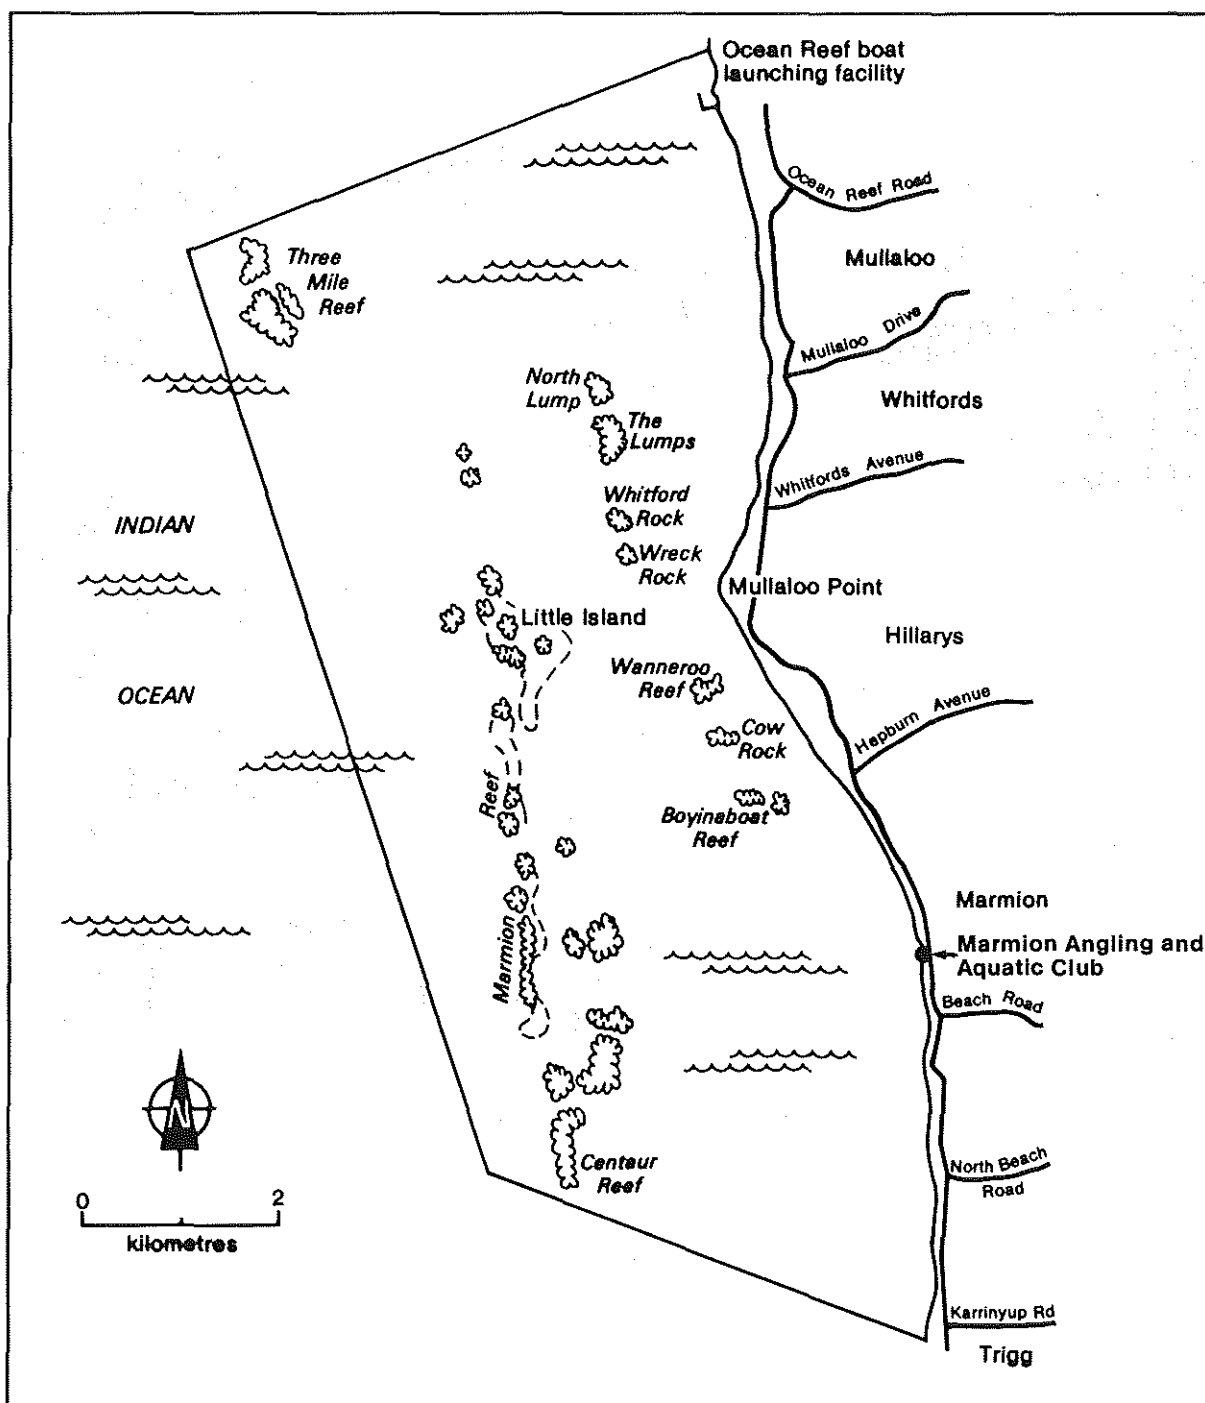 Ocean Reef boat
launching facility
Ocean Reef Road
Mullaloo
Three
Mile
Reef
Mullaloo Drive
North
Lump
Whitfords
The
Lumps
Whitfords Avenue
Whitford
Rock
INDIAN
Wreck
Rock
Mullaloo Point
Little Island
Hillarys
Wanneroo
Reef
OCEAN
Hepburn Avenue
Cow
Rock
Reef
Boyinaboat
Reef
Marmion
Marmion
Marmion Angling and
Aquatic Club
Beach Road
N
Centaur
Reef
North Beach
Road
0 2
kilometres
Karrinyup Rd
Trigg